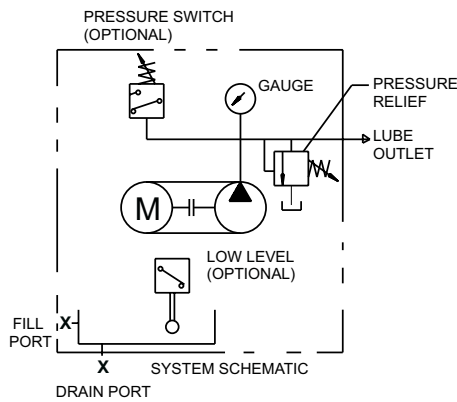 PRESSURE SWITCH
(OPTIONAL)
GAUGE
PRESSURE
RELIEF
LUBE
OUTLET
M
LOW LEVEL
(OPTIONAL)
FILL
PORT
X
X
SYSTEM SCHEMATIC
DRAIN PORT